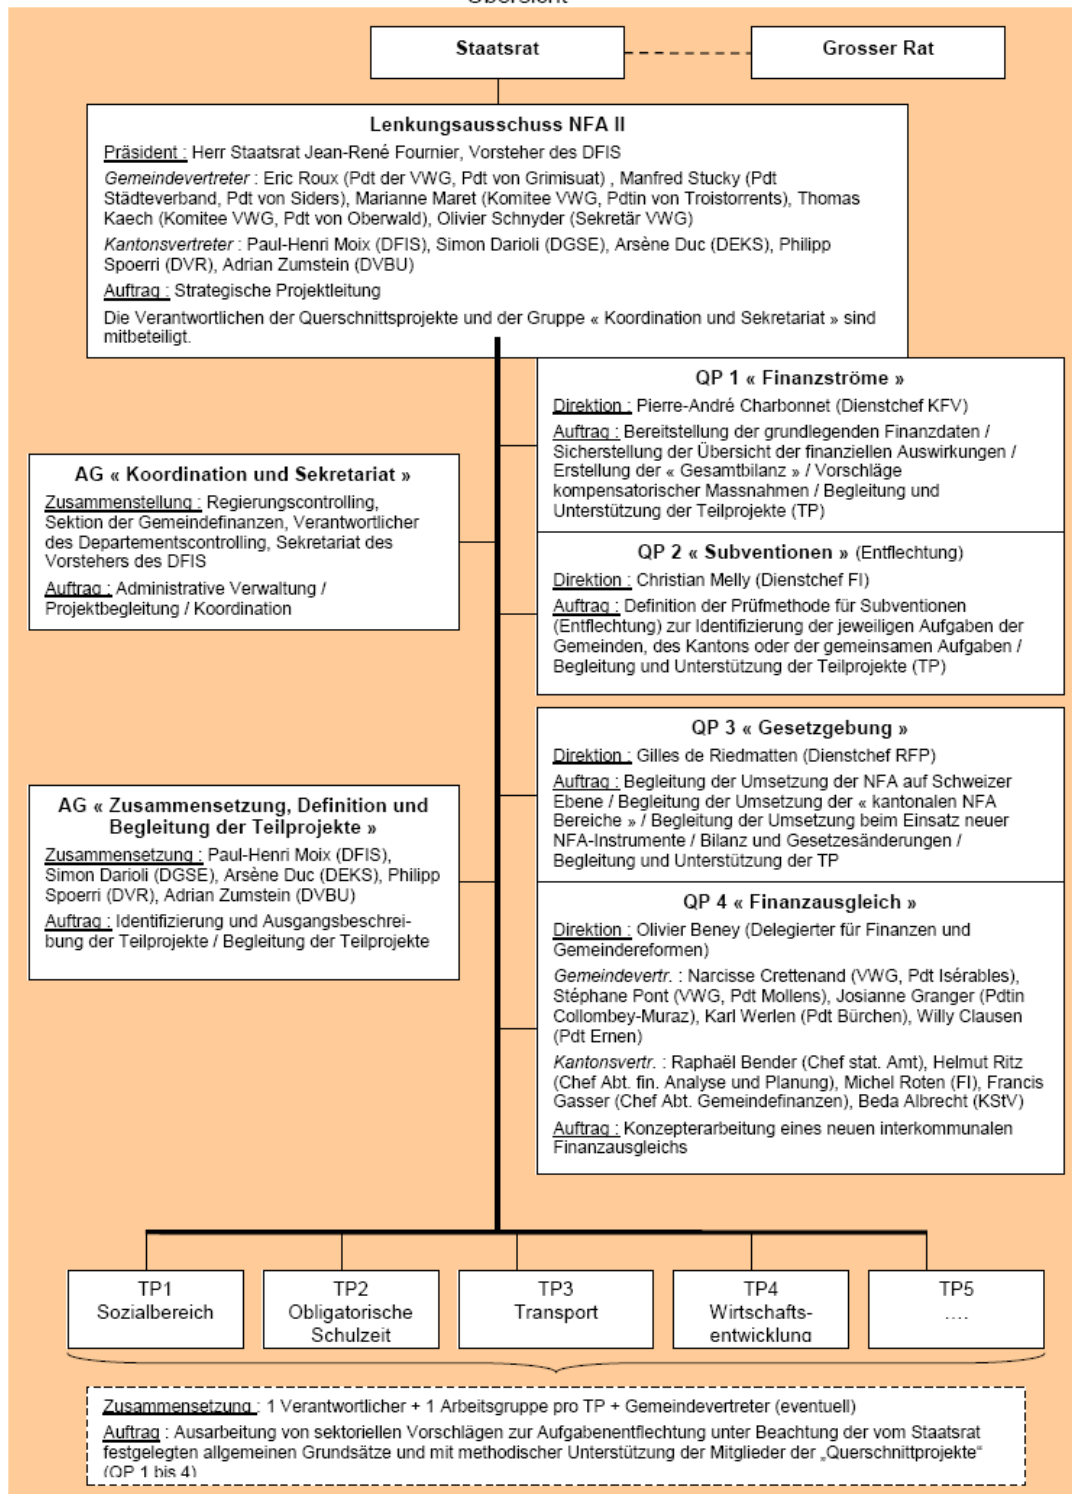 Übersicht
Staatsrat
Grosser Rat
Lenkungsausschuss NFA II
Präsident : Herr Staatsrat Jean-René Fournier, Vorsteher des DFIS
Gemeindevertreter : Eric Roux (Pdt der VWG, Pdt von Grimisuat) , Manfred Stucky (Pdt
Städteverband, Pdt von Siders), Marianne Maret (Komitee VWG, Pdtin von Troistorrents), Thomas
Kaech (Komitee VWG, Pdt von Oberwald), Olivier Schnyder (Sekretär VWG)
Kantonsvertreter : Paul-Henri Moix (DFIS), Simon Darioli (DGSE), Arsène Duc (DEKS), Philipp
Spoerri (DVR), Adrian Zumstein (DVBU)
Auftrag : Strategische Projektleitung
Die Verantwortlichen der Querschnittsprojekte und der Gruppe « Koordination und Sekretariat » sind
mitbeteiligt.
QP 1 « Finanzströme »
Direktion : Pierre-André Charbonnet (Dienstchef KFV)
Auftrag : Bereitstellung der grundlegenden Finanzdaten /
Sicherstellung der Übersicht der finanziellen Auswirkungen /
Erstellung der « Gesamtbilanz » / Vorschläge
kompensatorischer Massnahmen / Begleitung und
Unterstützung der Teilprojekte (TP)
AG « Koordination und Sekretariat »
Zusammenstellung : Regierungscontrolling,
Sektion der Gemeindefinanzen, Verantwortlicher
des Departementscontrolling, Sekretariat des
Vorstehers des DFIS
Auftrag : Administrative Verwaltung /
Projektbegleitung / Koordination
QP 2 « Subventionen » (Entflechtung)
Direktion : Christian Melly (Dienstchef FI)
Auftrag : Definition der Prüfmethode für Subventionen
(Entflechtung) zur Identifizierung der jeweiligen Aufgaben der
Gemeinden, des Kantons oder der gemeinsamen Aufgaben /
Begleitung und Unterstützung der Teilprojekte (TP)
QP 3 « Gesetzgebung »
Direktion : Gilles de Riedmatten (Dienstchef RFP)
Auftrag : Begleitung der Umsetzung der NFA auf Schweizer
Ebene / Begleitung der Umsetzung der « kantonalen NFA
Bereiche » / Begleitung der Umsetzung beim Einsatz neuer
NFA-Instrumente / Bilanz und Gesetzesänderungen /
Begleitung und Unterstützung der TP
AG « Zusammensetzung, Definition und
Begleitung der Teilprojekte »
Zusammensetzung : Paul-Henri Moix (DFIS),
Simon Darioli (DGSE), Arsène Duc (DEKS), Philipp
Spoerri (DVR), Adrian Zumstein (DVBU)
Auftrag : Identifizierung und Ausgangsbeschrei-
bung der Teilprojekte / Begleitung der Teilprojekte
QP 4 « Finanzausgleich »
Direktion : Olivier Beney (Delegierter für Finanzen und
Gemeindereformen)
Gemeindevertr. : Narcisse Crettenand (VWG, Pdt Isérables),
Stéphane Pont (VWG, Pdt Mollens), Josianne Granger (Pdtin
Collombey-Muraz), Karl Werlen (Pdt Bürchen), Willy Clausen
(Pdt Ernen)
Kantonsvertr. : Raphaël Bender (Chef stat. Amt), Helmut Ritz
(Chef Abt. fin. Analyse und Planung), Michel Roten (FI), Francis
Gasser (Chef Abt. Gemeindefinanzen), Beda Albrecht (KStV)
Auftrag : Konzepterarbeitung eines neuen interkommunalen
Finanzausgleichs
TP1
Sozialbereich
TP2
Obligatorische
Schulzeit
TP3
Transport
TP4
Wirtschafts-
entwicklung
TP5
....
Zusammensetzung : 1 Verantwortlicher + 1 Arbeitsgruppe pro TP + Gemeindevertreter (eventuell)
Auftrag : Ausarbeitung von sektoriellen Vorschlägen zur Aufgabenentflechtung unter Beachtung der vom Staatsrat
festgelegten allgemeinen Grundsätze und mit methodischer Unterstützung der Mitglieder der „Querschnittprojekte“
(QP 1 bis 4)